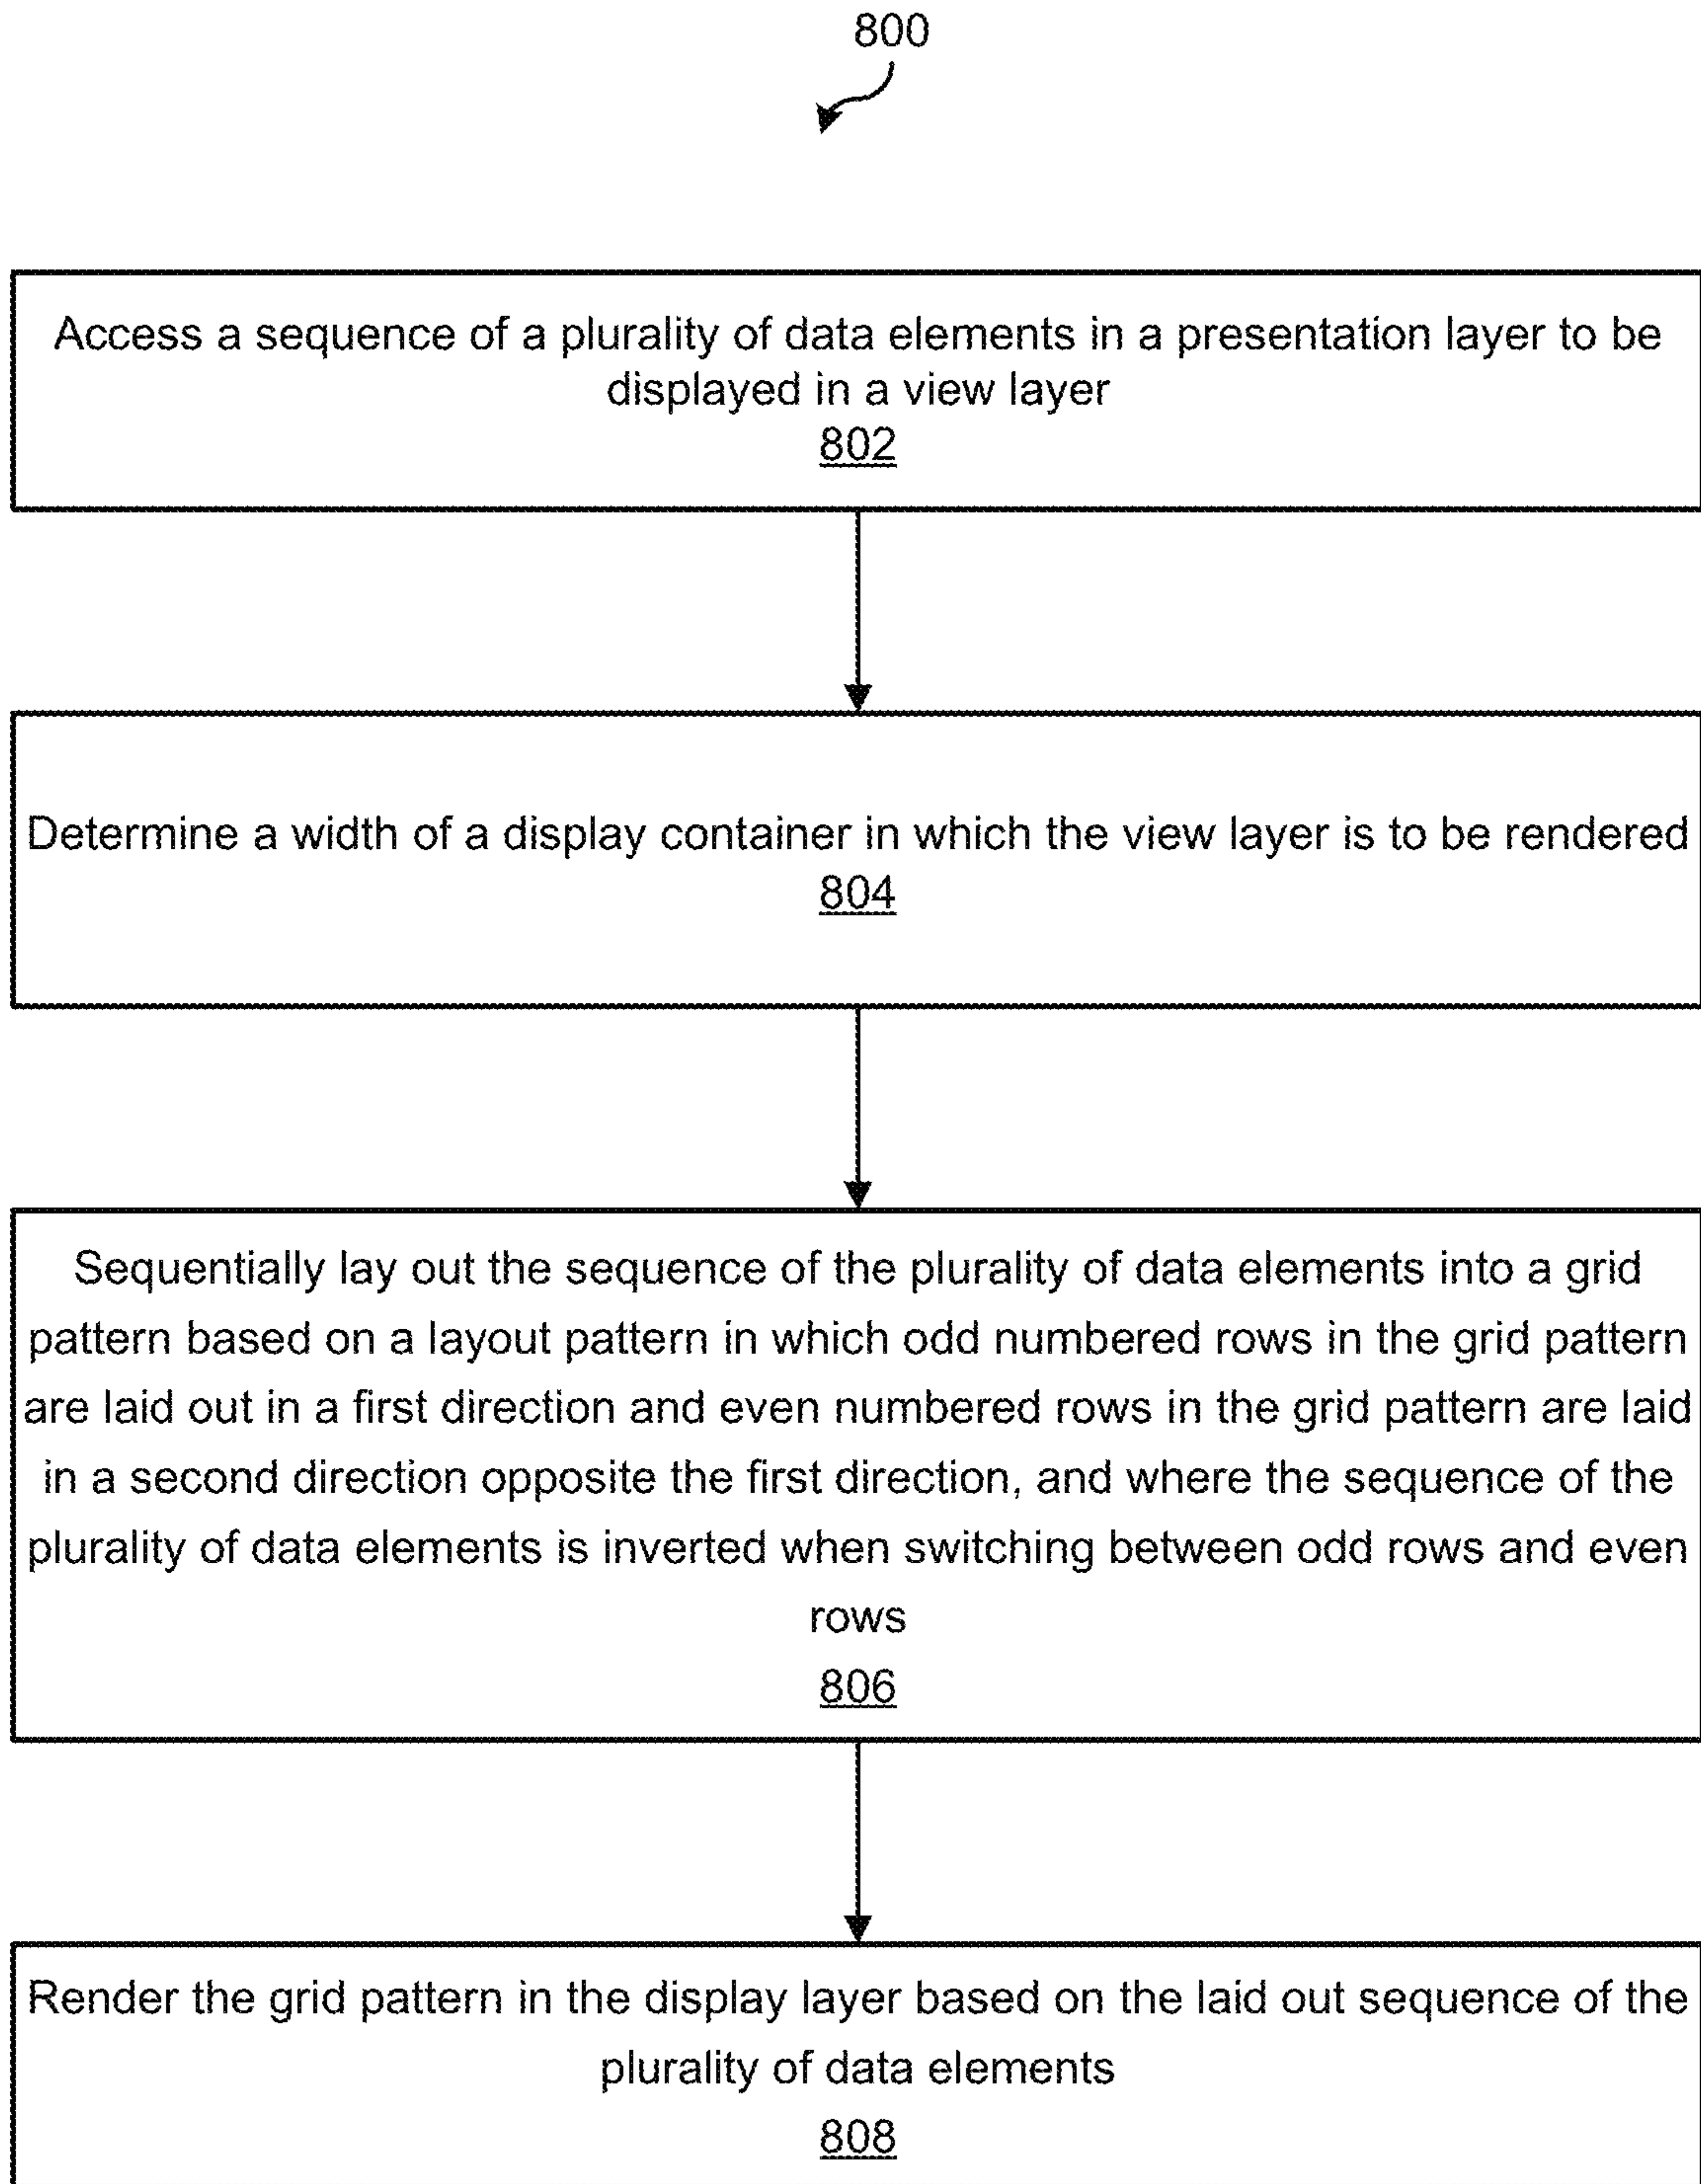 800
Access a sequence of a plurality of data elements in a presentation layer to be
displayed in a view layer
802
Determine a width of a display container in which the view layer is to be rendered
804
Sequentially lay out the sequence of the plurality of data elements into a grid
pattern based on a layout pattern in which odd numbered rows in the grid pattern
are laid out in a first direction and even numbered rows in the grid pattern are laid
in a second direction opposite the first direction, and where the sequence of the
plurality of data elements is inverted when switching between odd rows and even
rows
806
Render the grid pattern in the display layer based on the laid out sequence of the
plurality of data elements
808